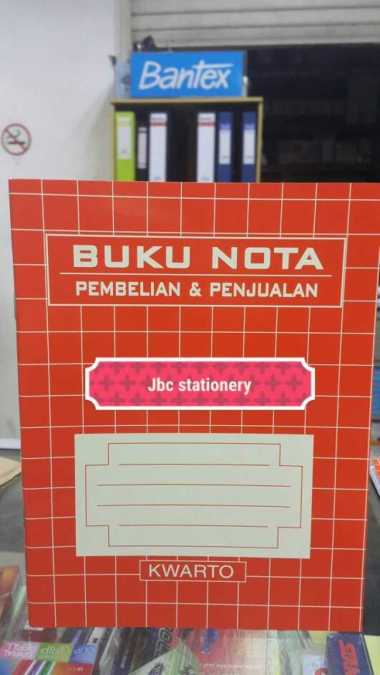 Bantex
BUKU NOTA
PEMBELIAN & PENJUALAN
Jbc stationery
KWARTO